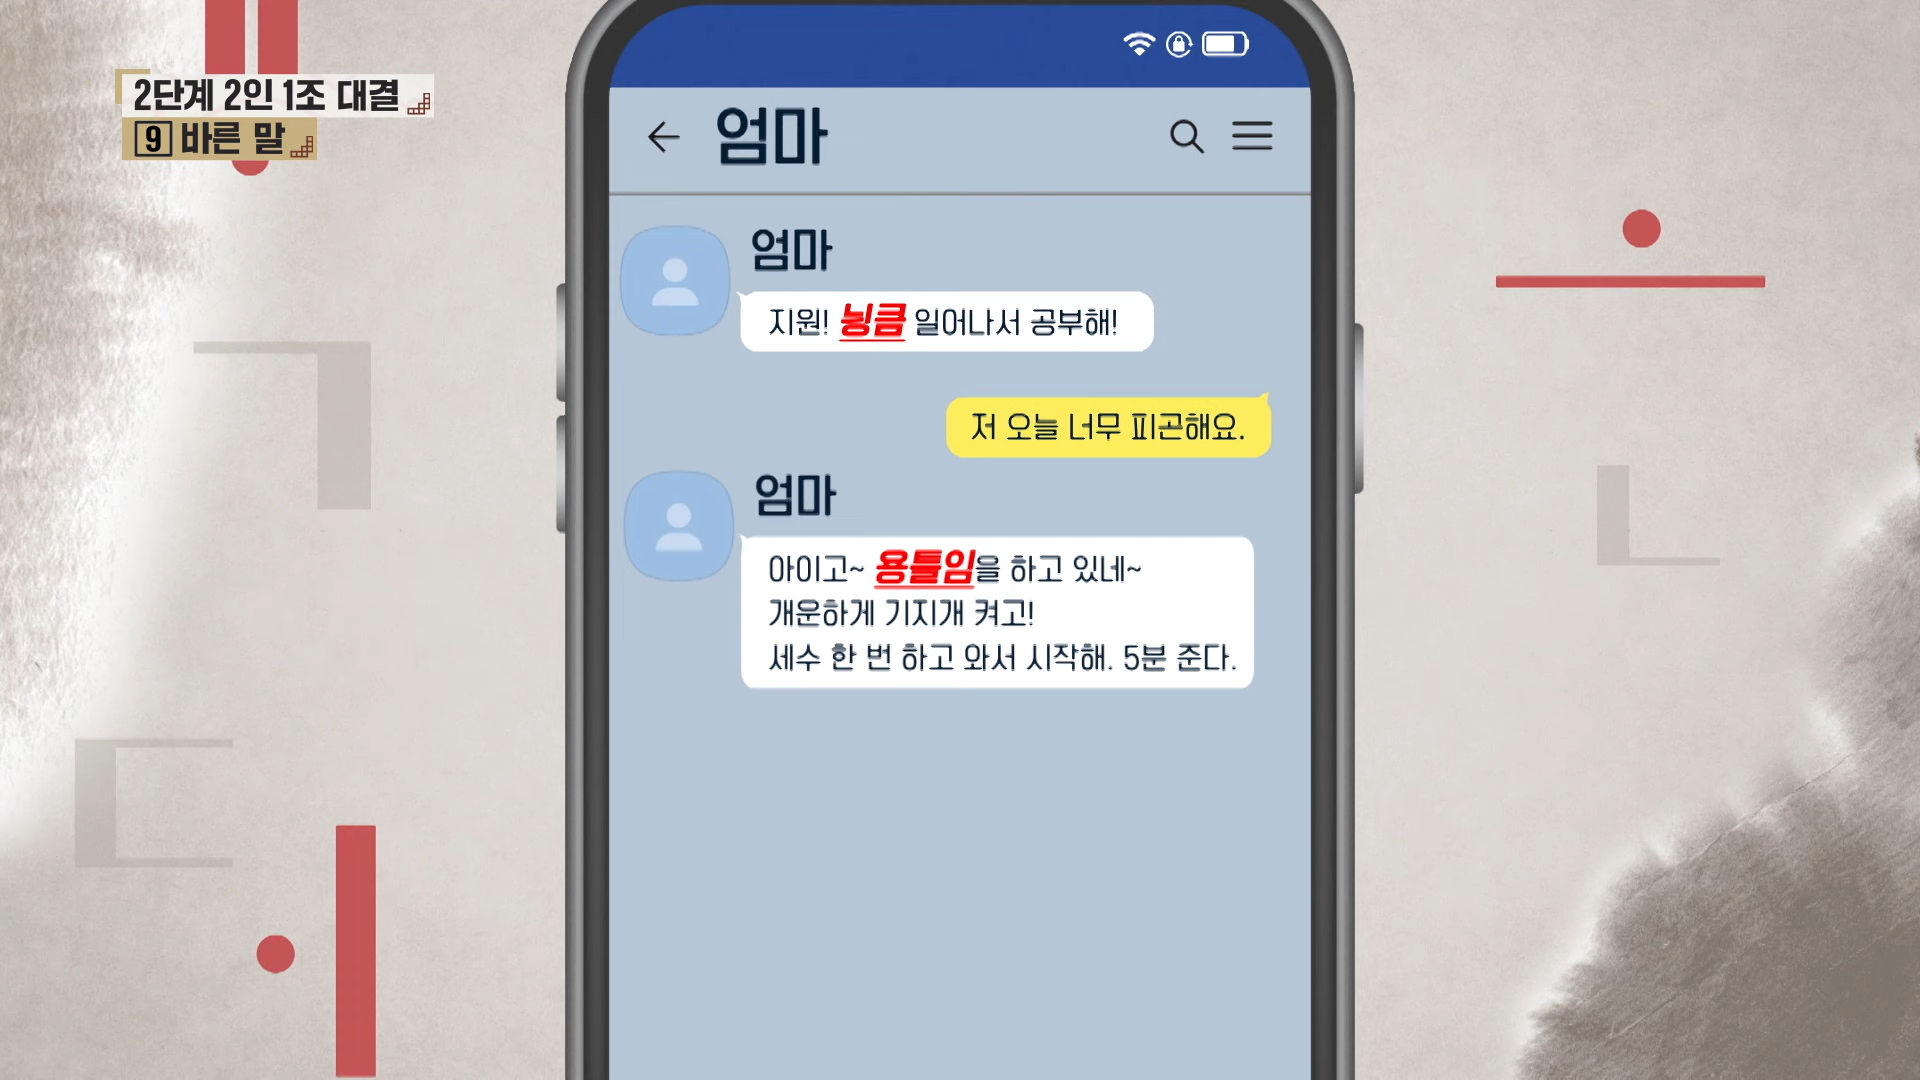 2단계 2인 1조 대결
9 바른 말
엄마
엄마
지원! 닁큼 일어나서 공부해!
저 오늘 너무 피곤해요.
엄마
아이고~ 용틀임을 하고 있네~
개운하게 기지개 켜고!
세수 한 번 하고 와서 시작해. 5분 준다.